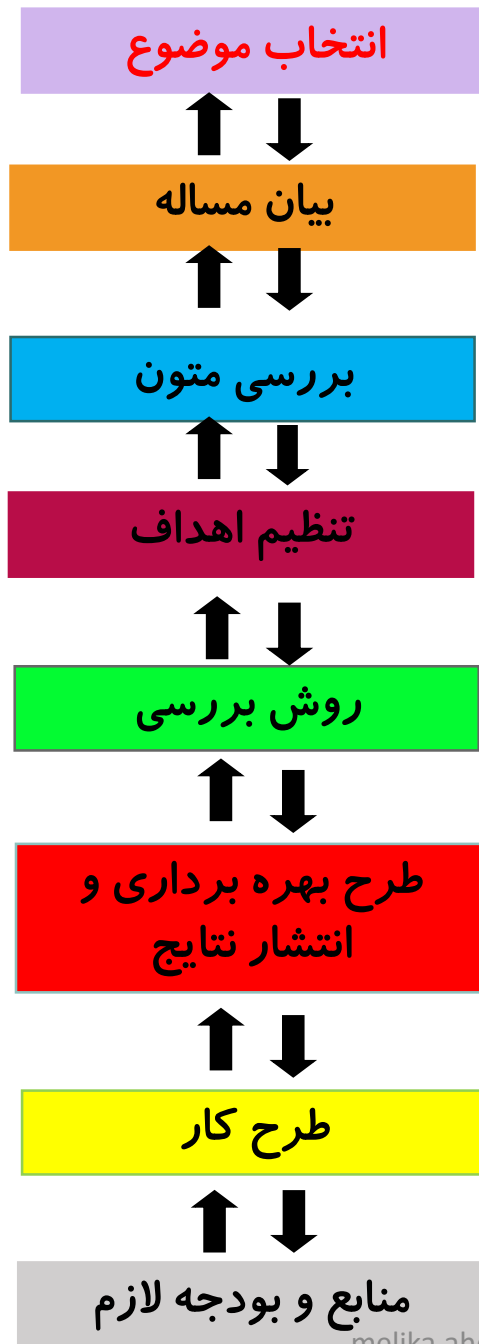 انتخاب موضوع
بیان مساله
بررسی متون
تنظیم اهداف
روش بررسی
طرح بهره برداری و
انتشار نتایج
طرح کار
منابع و بودجه لازم
melika